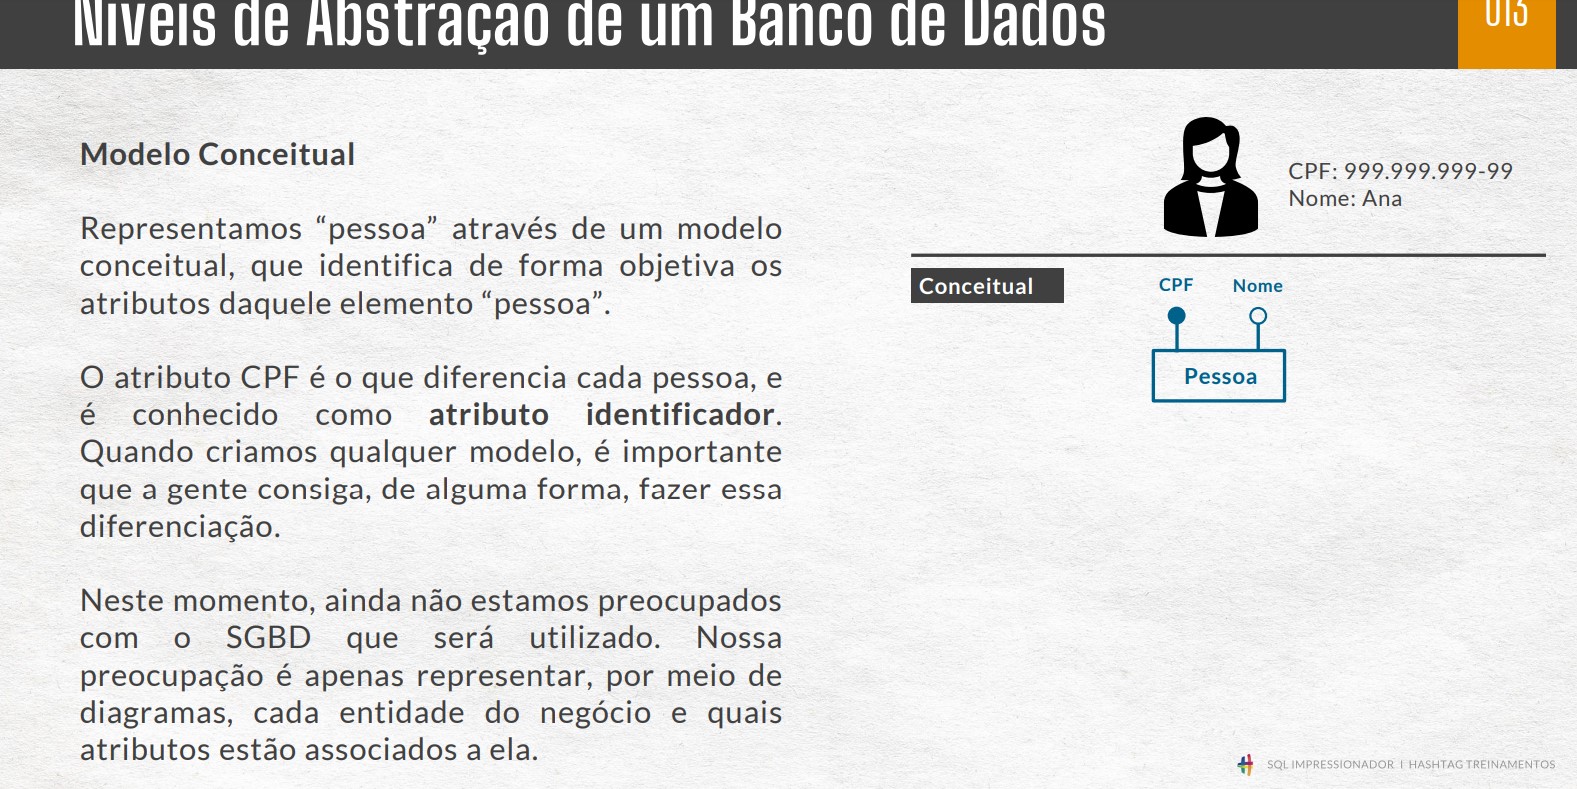 Níveis de Abstração de um Banco de Dados
013
Modelo Conceitual
Representamos “pessoa” através de um modelo
conceitual, que identifica de forma objetiva os
atributos daquele elemento “pessoa”.
O atributo CPF é o que diferencia cada pessoa, e
é conhecido como atributo identificador.
Quando criamos qualquer modelo, é importante
que a gente consiga, de alguma forma, fazer essa
diferenciação.
Neste momento, ainda não estamos preocupados
com o SGBD que será utilizado. Nossa
preocupação é apenas representar, por meio de
diagramas, cada entidade do negócio e quais
atributos estão associados a ela.
CPF: 999.999.999-99
Nome: Ana
Conceitual
CPF Nome
Pessoa
SQL IMPRESSIONADOR I HASHTAG TREINAMENTOS